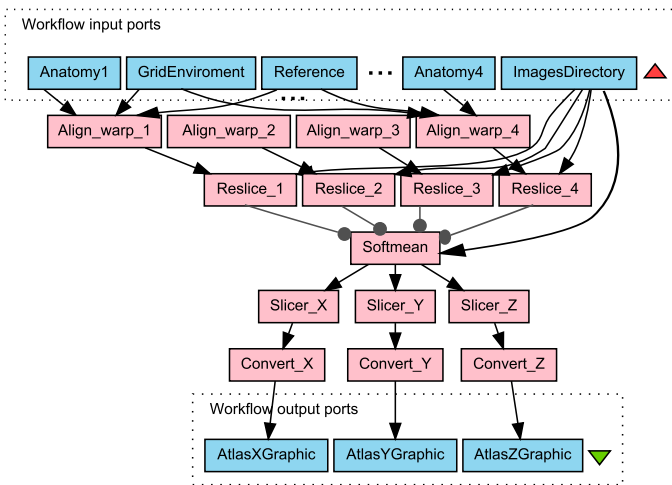 Workflow input ports
Anatomy1
GridEnviroment
Reference
...
Anatomy4
ImagesDirectory
...
Align_warp_1
Align_warp_2
Align_warp_3
Align_warp_4
Reslice_1
Reslice_2
Reslice_3
Reslice_4
Softmean
Slicer_X
Slicer_Y
Slicer_Z
Convert_X
Convert_Y
Convert_Z
Workflow output ports
AtlasXGraphic
AtlasYGraphic
AtlasZGraphic